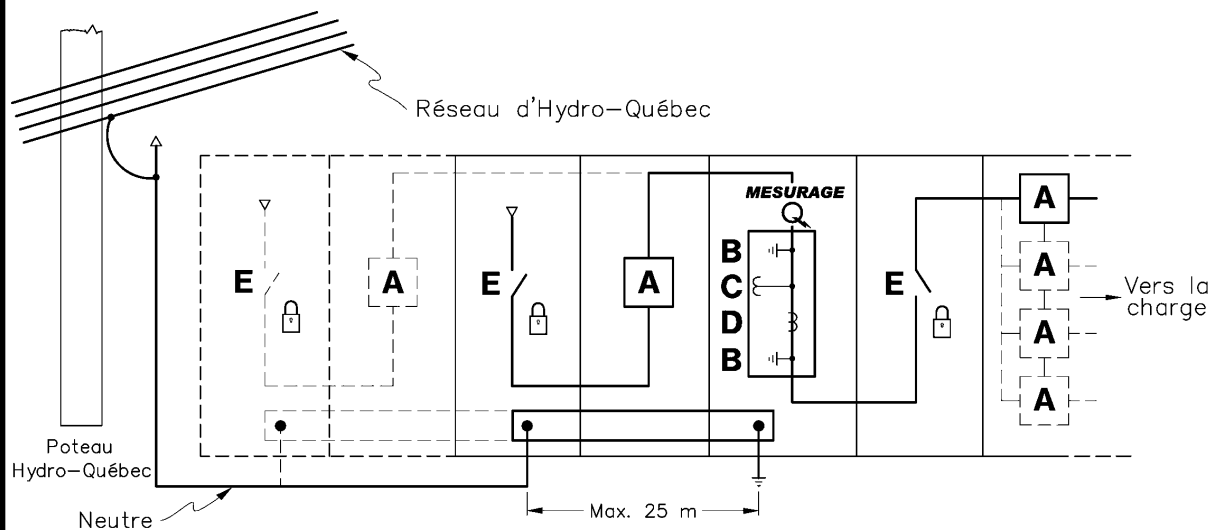 Réseau d'Hydro-Québec
MESURAGE
A
B
E
A
E
A
C
E
A
Vers la
charge
D
A
B
A
Poteau
Hydro-Québec
Neutre
Max. 25 m